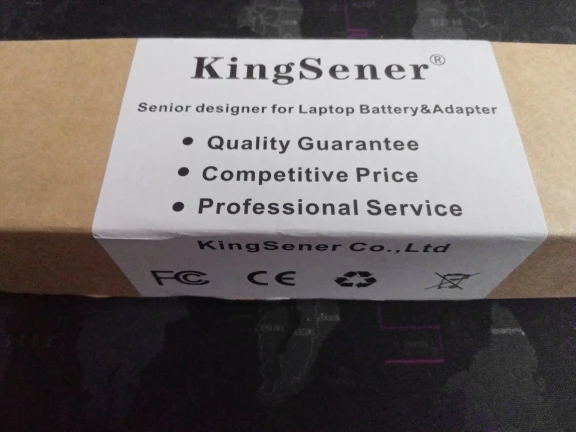 KingSener®
Senior designer for Laptop Battery&Adapter
● Quality Guarantee
● Competitive Price
● Professional Service
KingSener Co.,Ltd
FC CE